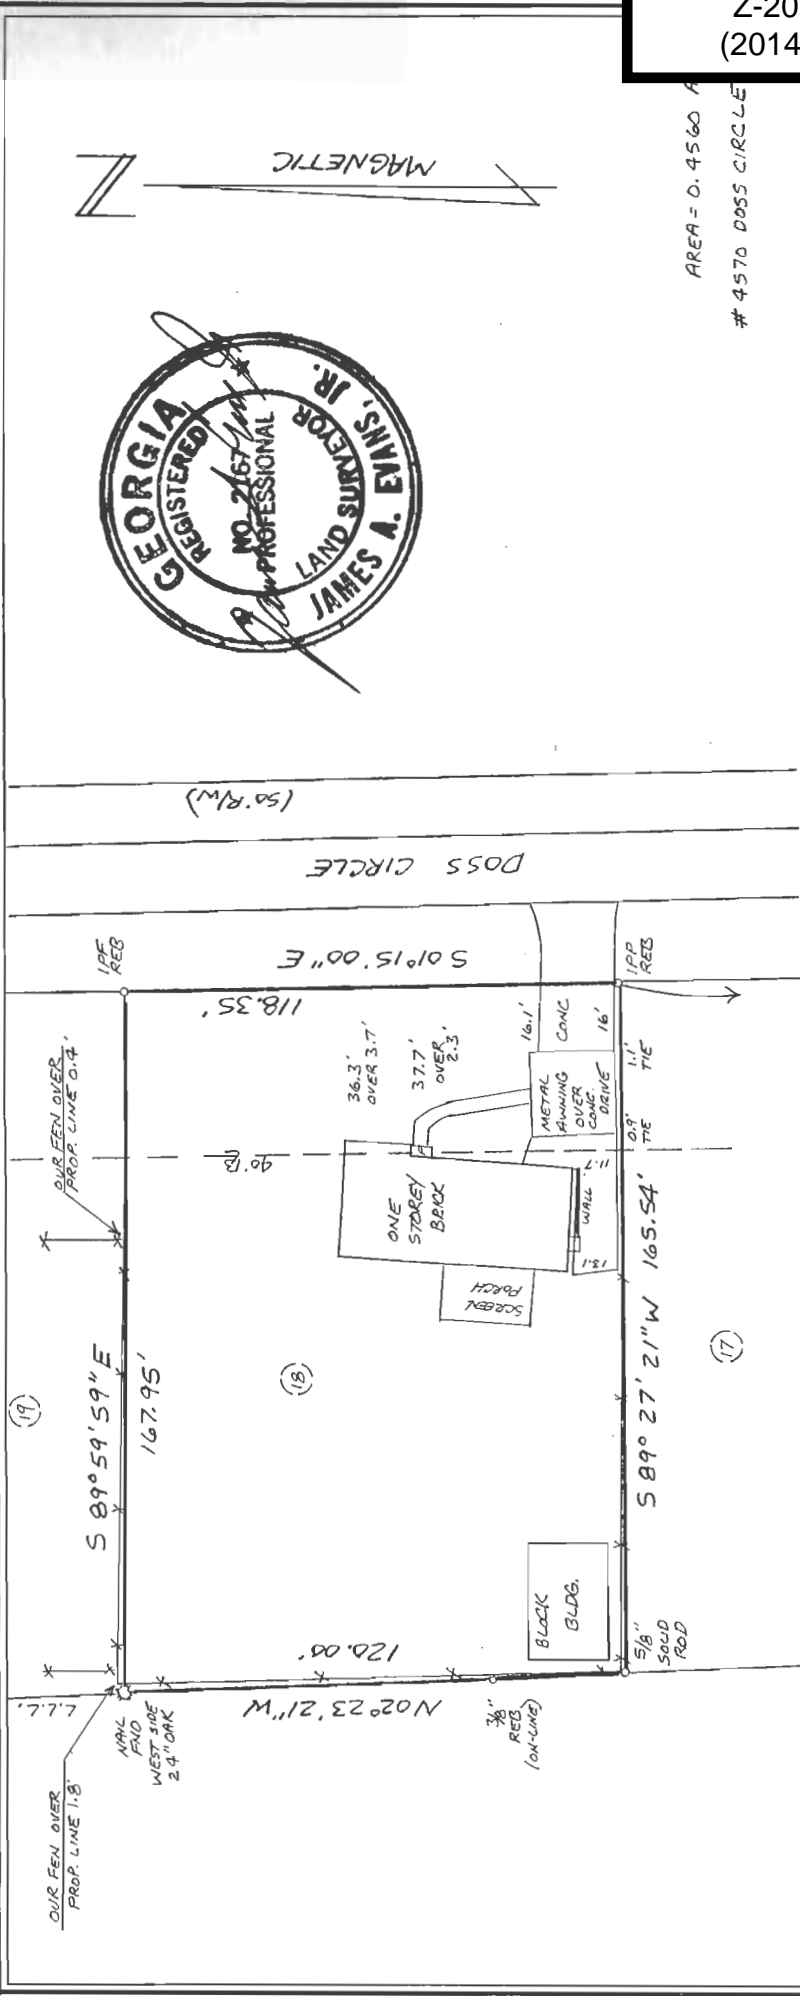 Z-20
(2014
AREA = 0.4560 A
# 4570 DOSS CIRCLE
MAGNETIC
N
GEORGIA
REGISTERED
NO. 2167
PROFESSIONAL
LAND SURVEYOR
JAMES A. EVANS, JR.
(50' R/W)
DOSS CIRCLE
IPF
REB
S 01°15'00" E
118.35'
IPP
REB
OUR FEN OVER
PROP. LINE 0.4'
36.3'
OVER 3.7'
37.7'
OVER
2.3'
16.1'
CONC
16'
METAL
AWNING
OVER
CONC.
DRIVE
1.1'
TIE
0.9'
TIE
40' B
ONE
STOREY
BRICK
11.7
WALL
13.1
SCREEN
PORCH
(19)
S 89° 59' 59" E
167.95'
(18)
S 89° 27' 21" W 165.54'
(17)
BLOCK
BLDG.
120.00'
N 02° 23' 21" W
L.L.L.
NAIL
FND
WEST SIDE
24" OAK
3/8"
REB
(ON-LINE)
5/8"
SOLID
ROD
OUR FEN OVER
PROP. LINE 1.8'